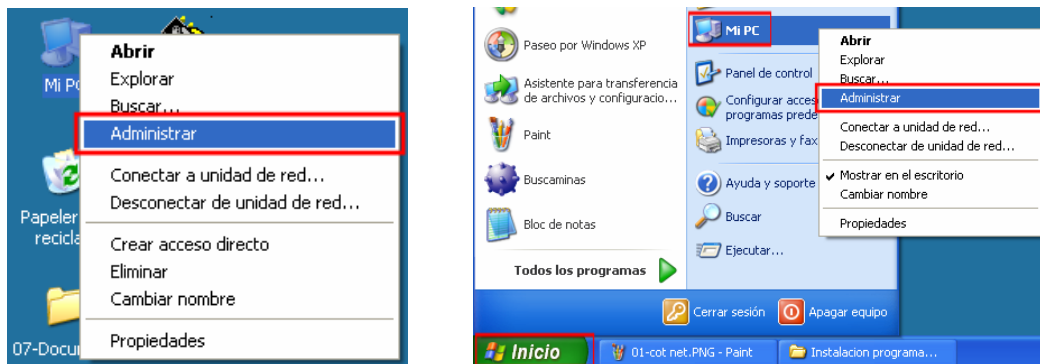 Mi PC
Papeler
recicla
07-Docur
Abrir
Explorar
Buscar...
Administrar
Conectar a unidad de red...
Desconectar de unidad de red...
Crear acceso directo
Eliminar
Cambiar nombre
Propiedades
Paseo por Windows XP
Asistente para transferencia
de archivos y configuracio...
Paint
Buscaminas
Bloc de notas
Todos los programas
Mi PC
Panel de control
Configurar acces
programas prede
Impresoras y fax
Ayuda y soporte
Buscar
Ejecutar...
Abrir
Explorar
Buscar...
Administrar
Conectar a unidad de red...
Desconectar de unidad de red...
Mostrar en el escritorio
Cambiar nombre
Propiedades
Cerrar sesión
Apagar equipo
Inicio
01-cot net.PNG - Paint
Instalacion programa...